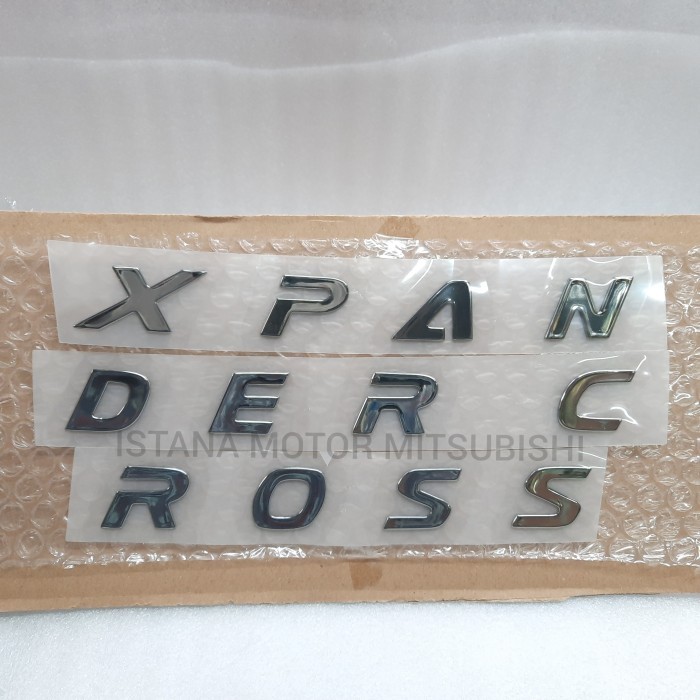 XPAN
DERC
ISTANA MOTOR MITSUBISHI
ROSS